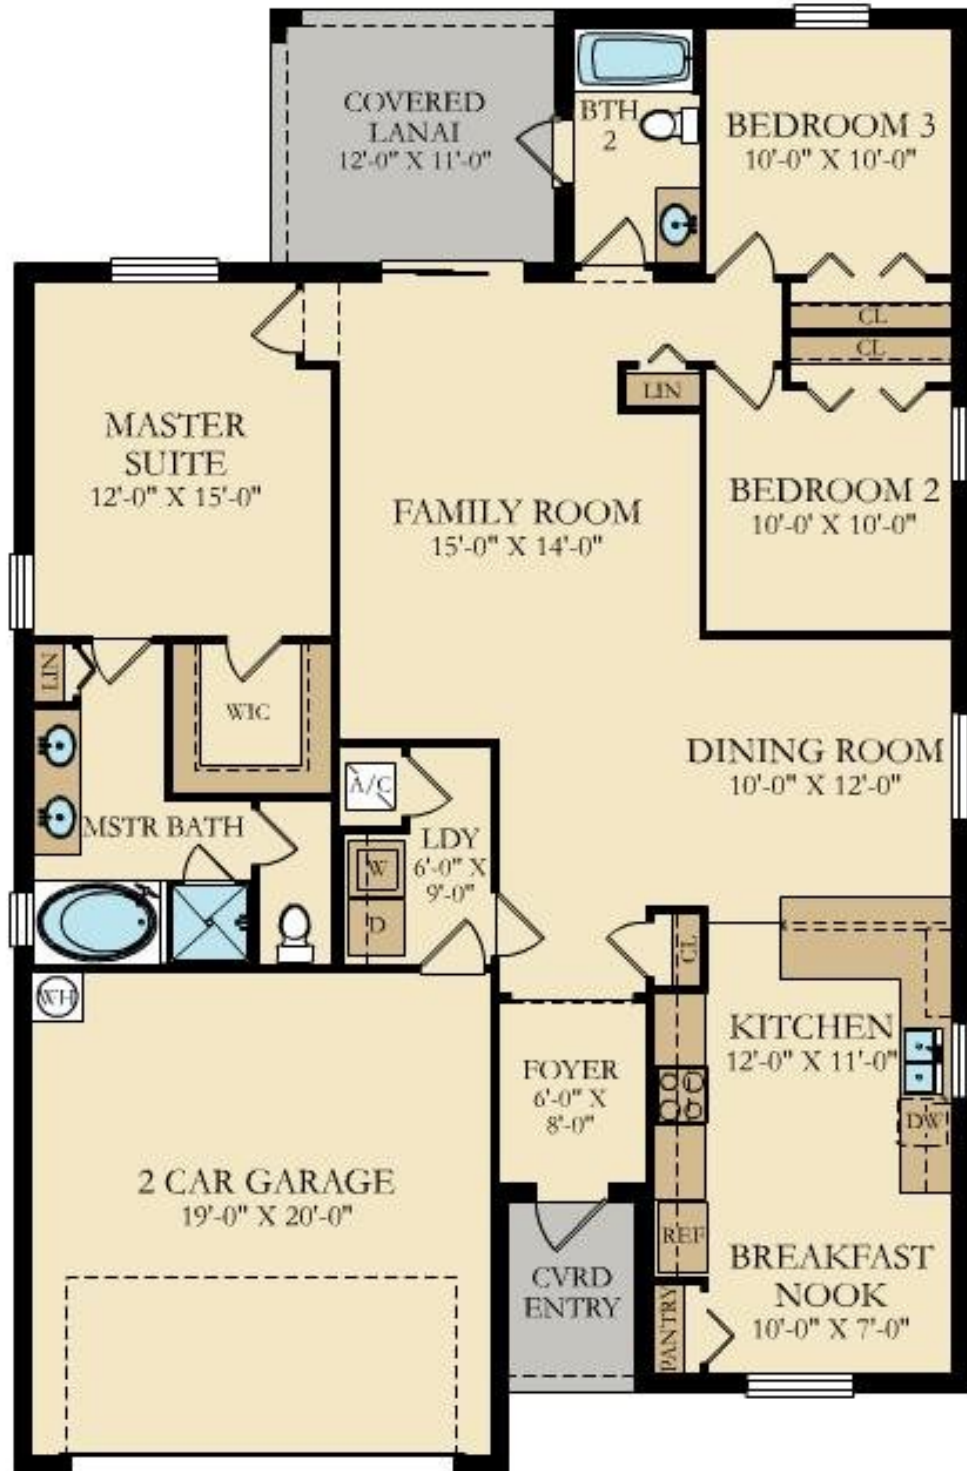 COVERED
LANAI
12'-0" X 11'-0"
BTH
2
BEDROOM 3
10'-0" X 10'-0"
CL
CL
LIN
MASTER
SUITE
12'-0" X 15'-0"
FAMILY ROOM
15'-0" X 14'-0"
BEDROOM 2
10'-0' X 10'-0"
LIN
WIC
DINING ROOM
10'-0" X 12'-0"
A/C
MSTR BATH
LDY
6'-0" X
9'-0"
W
D
CL
WH
KITCHEN
12'-0" X 11'-0"
FOYER
6'-0" X
8'-0"
DW
2 CAR GARAGE
19'-0" X 20'-0"
REF
BREAKFAST
NOOK
10'-0" X 7'-0"
CVRD
ENTRY
PANTRY